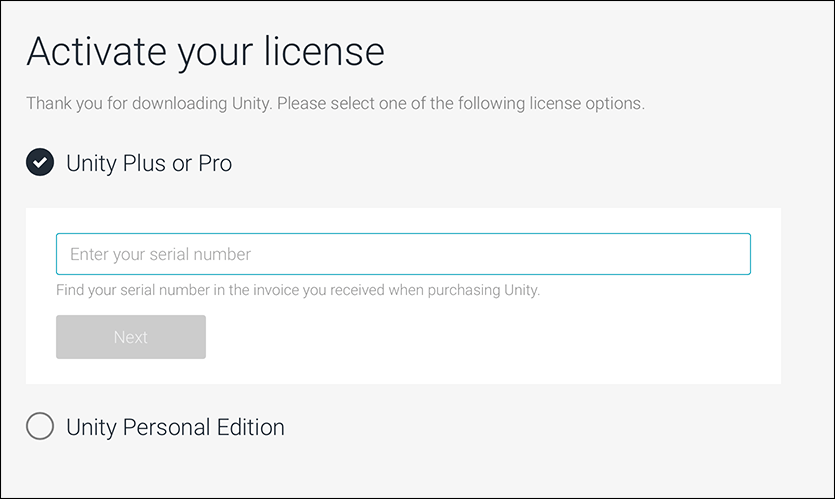 Activate your license
Thank you for downloading Unity. Please select one of the following license options.
Unity Plus or Pro
Enter your serial number
Find your serial number in the invoice you received when purchasing Unity.
Next
Unity Personal Edition